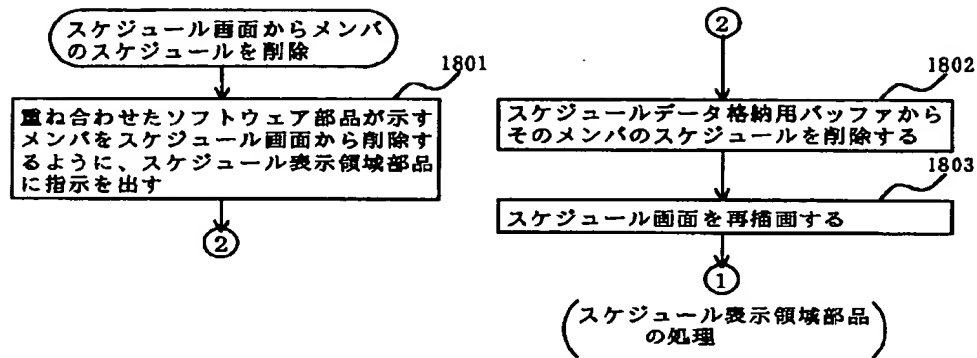 スケジュール画面からメンバ
のスケジュールを削除
1801
重ね合わせたソフトウェア部品が示す
メンバをスケジュール画面から削除す
るように、スケジュール表示領域部品
に指示を出す
②
②
1802
スケジュールデータ格納用バッファから
そのメンバのスケジュールを削除する
1803
スケジュール画面を再描画する
①
(スケジュール表示領域部品
の処理)